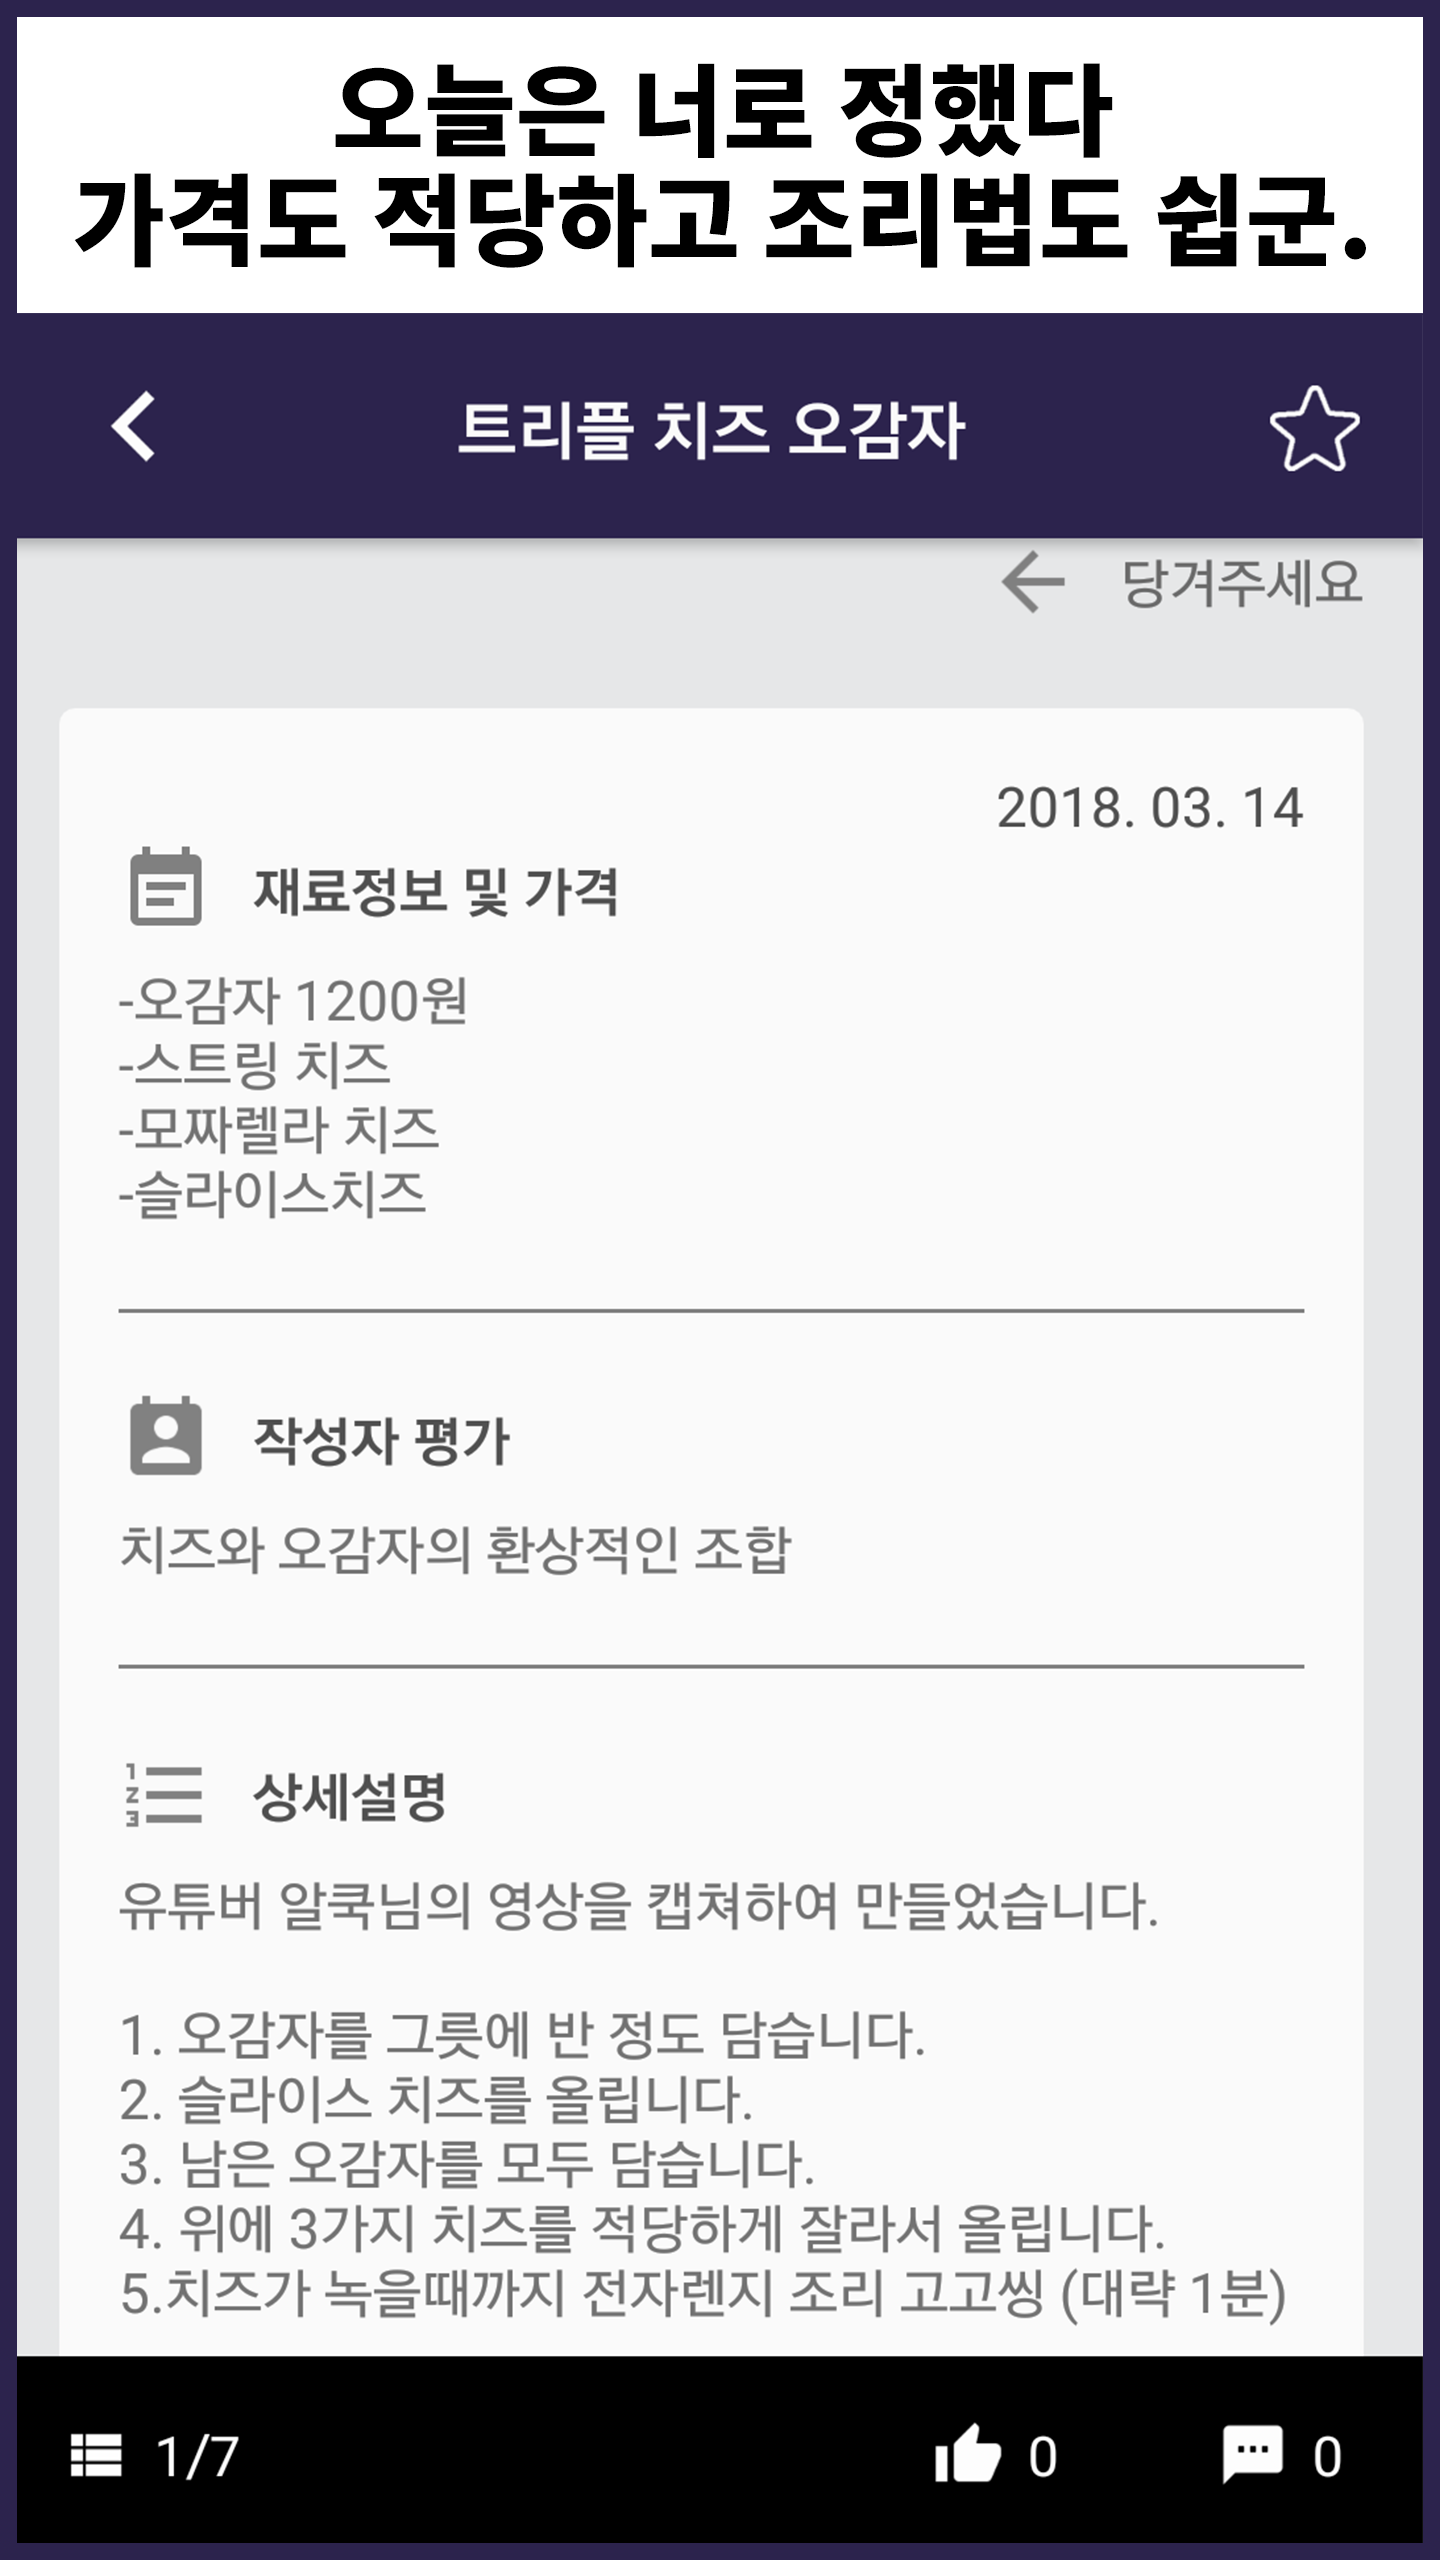 오늘은 너로 정했다
가격도 적당하고 조리법도 쉽군.
트리플 치즈 오감자
당겨주세요
2018. 03. 14
재료정보 및 가격
-오감자 1200원
-스트링 치즈
-모짜렐라 치즈
-슬라이스치즈
작성자 평가
치즈와 오감자의 환상적인 조합
상세설명
유튜버 알쿡님의 영상을 캡쳐하여 만들었습니다.
1. 오감자를 그릇에 반 정도 담습니다.
2. 슬라이스 치즈를 올립니다.
3. 남은 오감자를 모두 담습니다.
4. 위에 3가지 치즈를 적당하게 잘라서 올립니다.
5.치즈가 녹을때까지 전자렌지 조리 고고씽 (대략 1분)
1/7 0 0